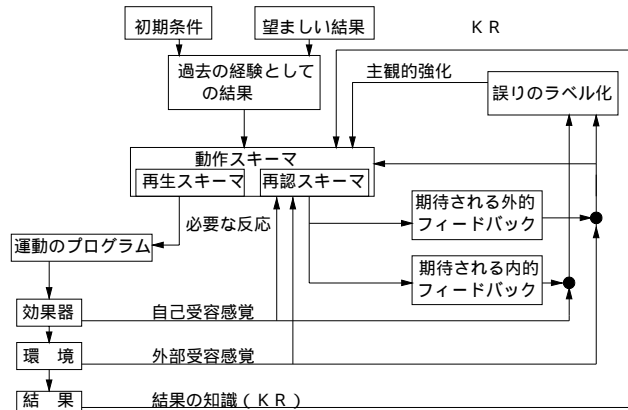 初期条件
望ましい結果
ＫＲ
過去の経験として
の結果
主観的強化
誤りのラベル化
動作スキーマ
再生スキーマ
再認スキーマ
必要な反応
期待される外的
フィードバック
運動のプログラム
期待される内的
フィードバック
効果器
自己受容感覚
環　境
外部受容感覚
結　果
結果の知識（ＫＲ）